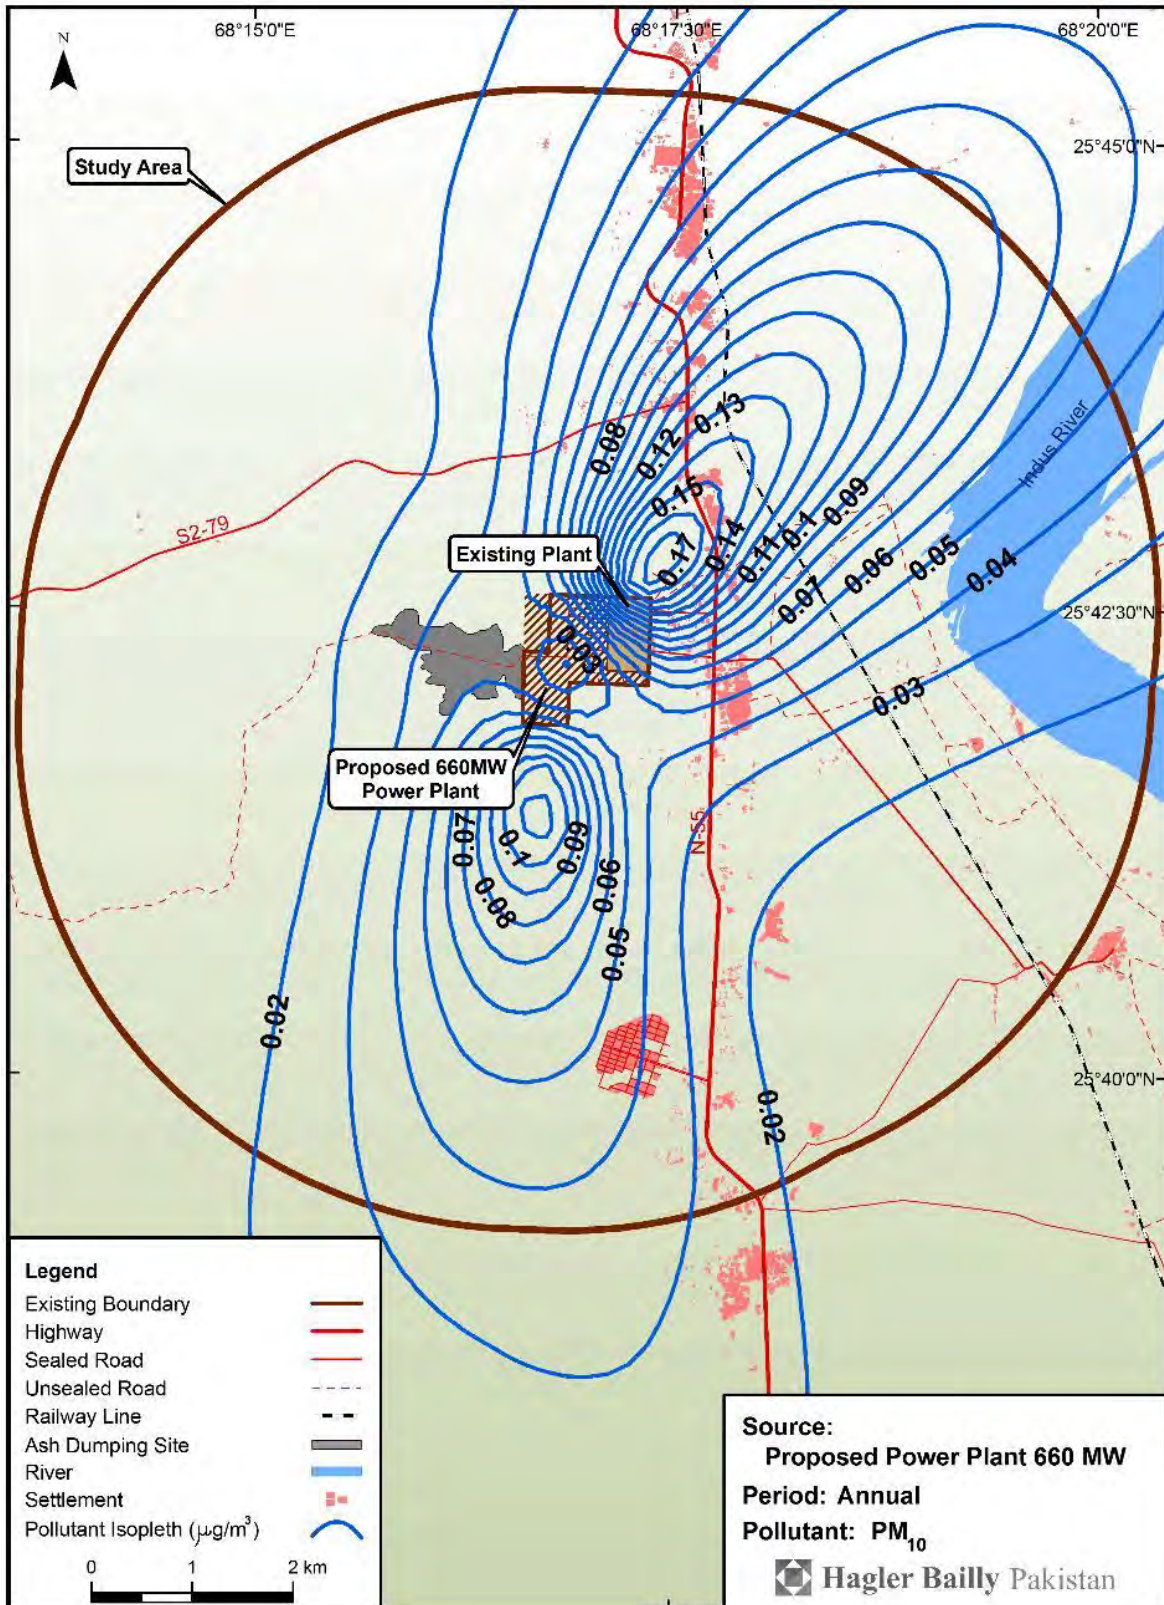 68°15'0"E
68°17'30"E
68°20'0"E
N
25°45'0"N
Study Area
0.13
0.08
0.12
Indus River
0.15
0.09
S2-79
0.14
0.1
0.17
0.11
Existing Plant
0.05
0.06
0.04
0.07
25°42'30"N
0.03
0.03
Proposed 660MW
Power Plant
N-55
0.07
0.09
0.1
0.06
0.08
0.05
0.02
25°40'0"N
0.02
Legend
Existing Boundary
Highway
Sealed Road
Unsealed Road
Railway Line
Ash Dumping Site
River
Settlement
Pollutant Isopleth (µg/m³)
0 1 2 km
Source:
Proposed Power Plant 660 MW
Period: Annual
Pollutant: PM₁₀
Hagler Bailly Pakistan